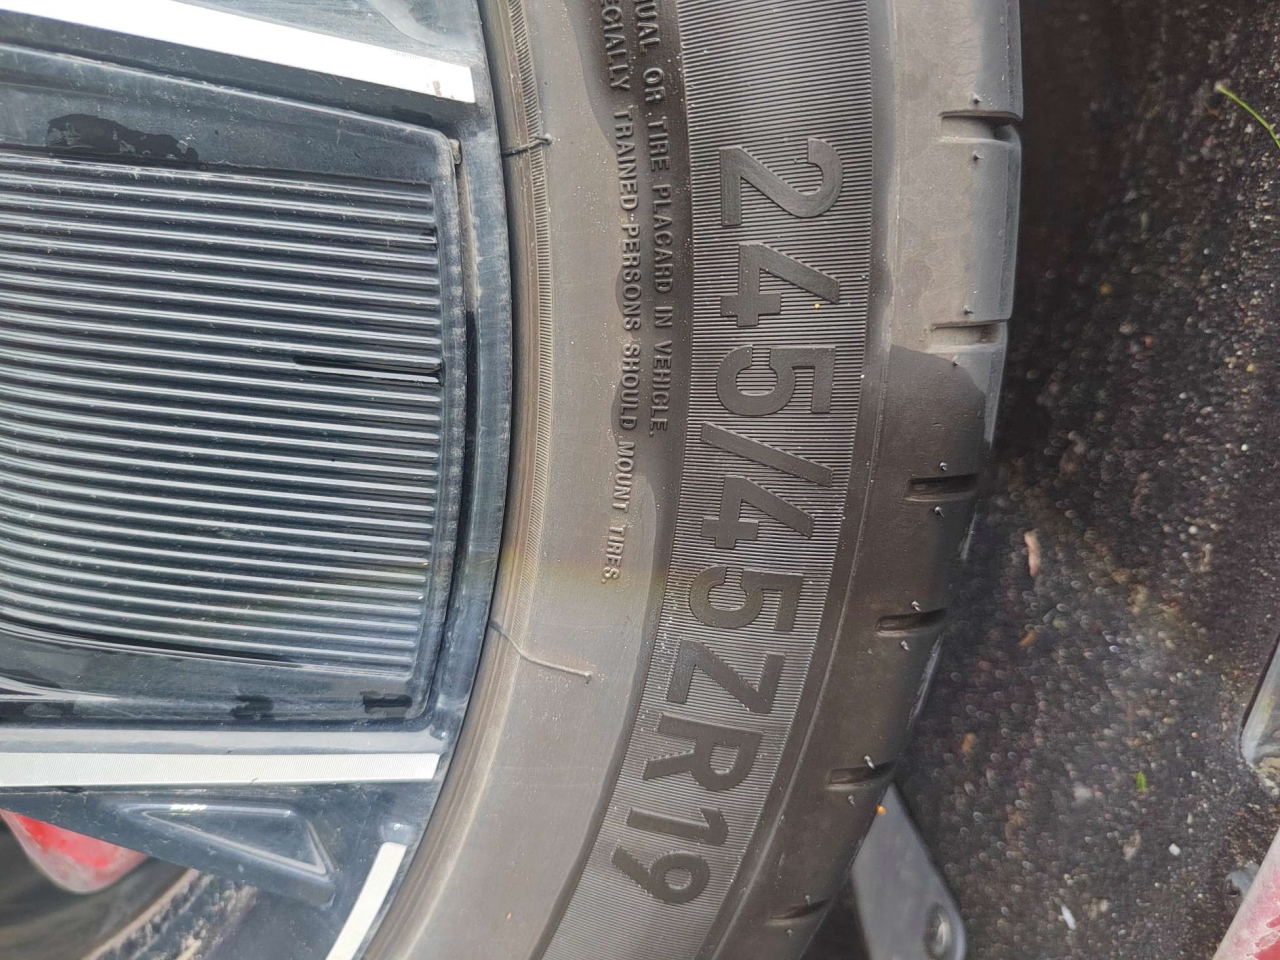 245/45ZR19
UAL OR TIRE PLACARD IN VEHICLE.
ECIALLY TRAINED PERSONS SHOULD MOUNT TIRES.